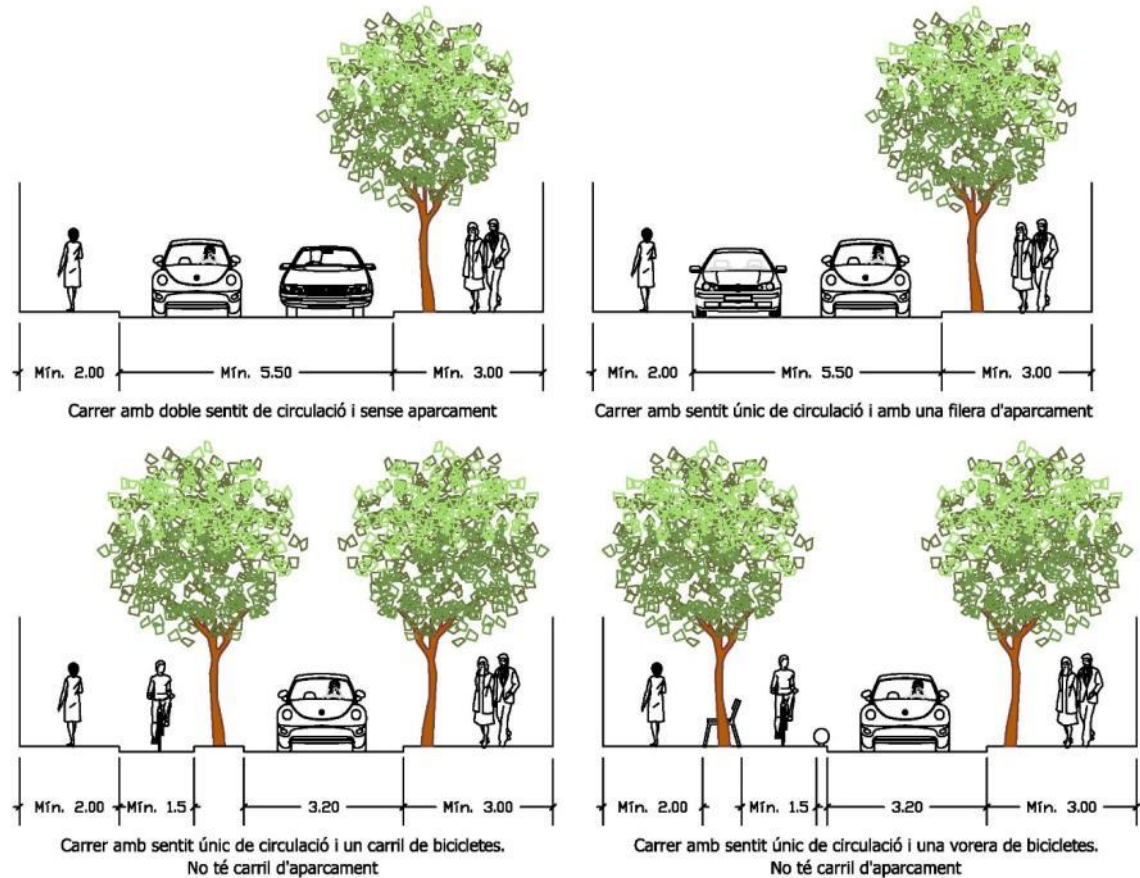 Mín. 2.00 Mín. 5.50 Mín. 3.00
Carrer amb doble sentit de circulació i sense aparcament
Mín. 2.00 Mín. 5.50 Mín. 3.00
Carrer amb sentit únic de circulació i amb una filera d'aparcament
Mín. 2.00 Mín. 1.5 3.20 Mín. 3.00
Carrer amb sentit únic de circulació i un carril de bicicletes.
No té carril d'aparcament
Mín. 2.00 Mín. 1.5 3.20 Mín. 3.00
Carrer amb sentit únic de circulació i una vorera de bicicletes.
No té carril d'aparcament